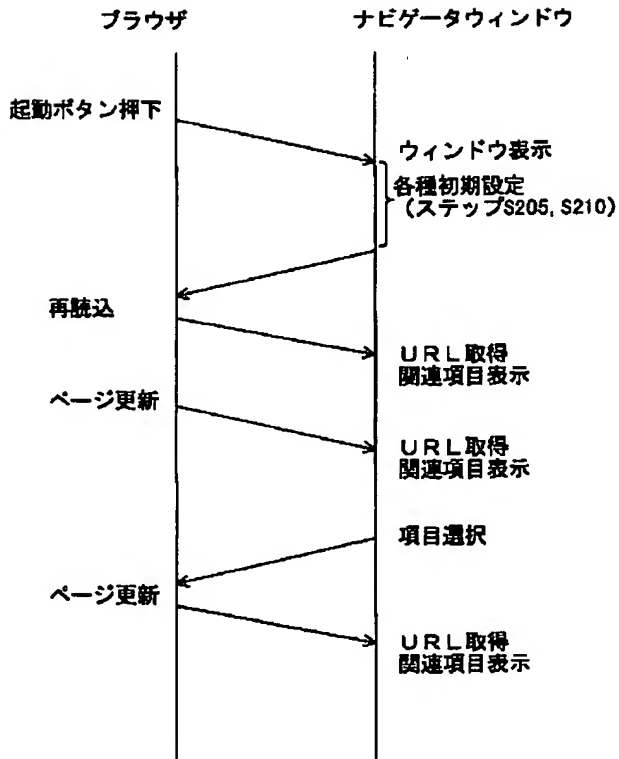 ブラウザ
ナビゲータウィンドウ
起動ボタン押下
ウィンドウ表示
各種初期設定
(ステップS205, S210)
再読込
URL取得
関連項目表示
ページ更新
URL取得
関連項目表示
項目選択
ページ更新
URL取得
関連項目表示